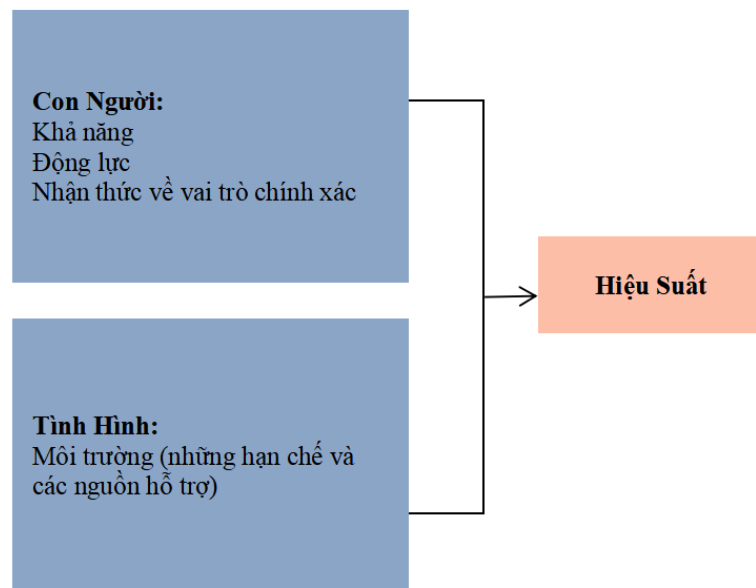 Con Người:
Khả năng
Động lực
Nhận thức về vai trò chính xác
Hiệu Suất
Tình Hình:
Môi trường (những hạn chế và
các nguồn hỗ trợ)